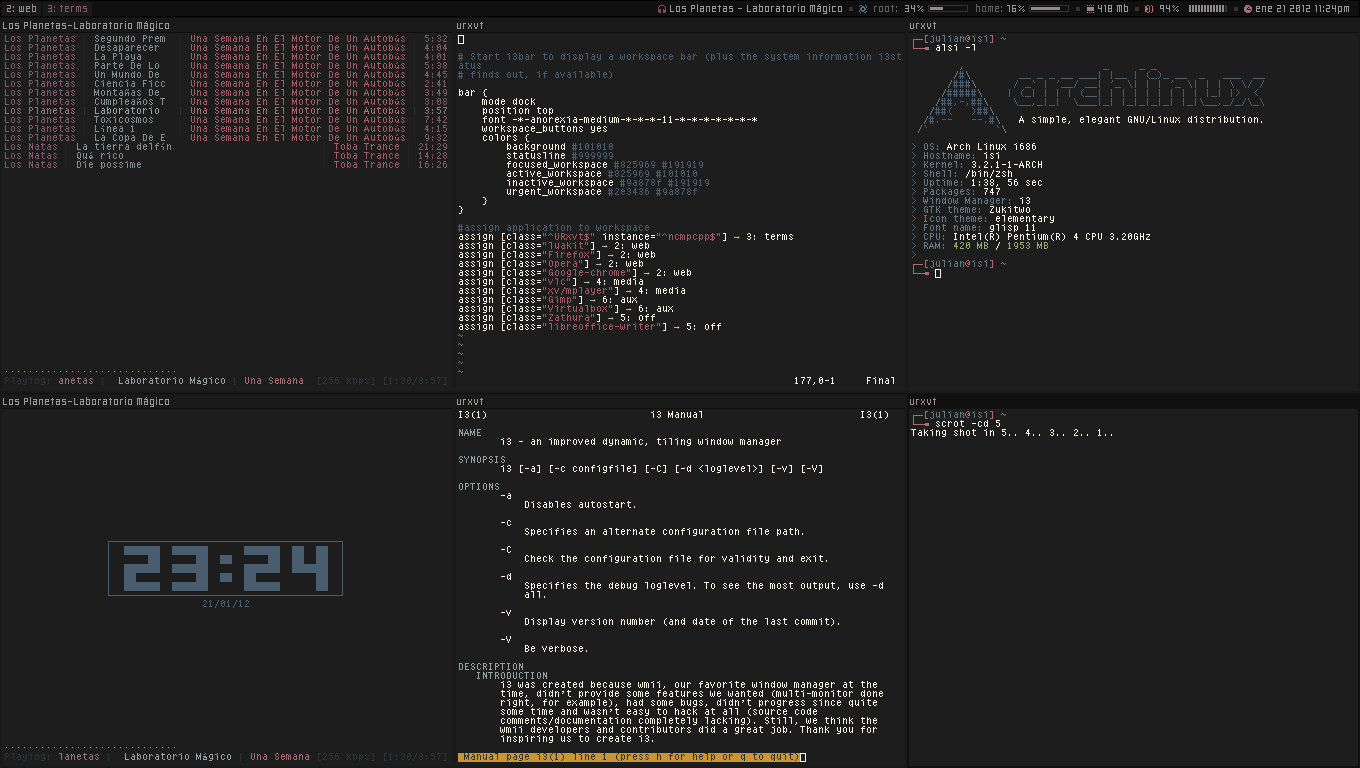 2: web 3: terms
Los Planetas - Laboratorio Mágico root: 34% home: 16% 418 Mb 94% ene 21 2012 11:24pm
Los Planetas-Laboratorio Mágico
Los Planetas Segundo Prem Una Semana En El Motor De Un Autobús 5:32
Los Planetas Desaparecer Una Semana En El Motor De Un Autobús 4:04
Los Planetas La Playa Una Semana En El Motor De Un Autobús 4:01
Los Planetas Parte De Lo Una Semana En El Motor De Un Autobús 5:38
Los Planetas Un Mundo De Una Semana En El Motor De Un Autobús 4:45
Los Planetas Ciencia Ficc Una Semana En El Motor De Un Autobús 2:41
Los Planetas Montañas De Una Semana En El Motor De Un Autobús 3:49
Los Planetas Cumpleaños T Una Semana En El Motor De Un Autobús 3:08
Los Planetas | Laboratorio | Una Semana En El Motor De Un Autobús | 3:57
Los Planetas Toxicosmos Una Semana En El Motor De Un Autobús 7:42
Los Planetas Línea 1 Una Semana En El Motor De Un Autobús 4:15
Los Planetas La Copa De E Una Semana En El Motor De Un Autobús 9:32
Los Natas La tierra delfín Toba Trance 21:29
Los Natas Qué rico Toba Trance 14:28
Los Natas Die possime Toba Trance 16:26
Playing: anetas | Laboratorio Mágico | Una Semana [256 Kbps] [1:30/3:57]
urxvt
# Start i3bar to display a workspace bar (plus the system information i3st
atus
# finds out, if available)
bar {
mode dock
position top
font -*-anorexia-medium-*-*-*-11-*-*-*-*-*-*-*
workspace_buttons yes
colors {
background #101010
statusline #999999
focused_workspace #825969 #191919
active_workspace #825969 #101010
inactive_workspace #9a878f #191919
urgent_workspace #2e3436 #9a878f
}
}
#assign application to workspace
assign [class="^URxvt$" instance="^ncmpcpp$"] → 3: terms
assign [class="luakit"] → 2: web
assign [class="Firefox"] → 2: web
assign [class="Opera"] → 2: web
assign [class="Google-chrome"] → 2: web
assign [class="vlc"] → 4: media
assign [class="xv/mplayer"] → 4: media
assign [class="Gimp"] → 6: aux
assign [class="Virtualbox"] → 6: aux
assign [class="Zathura"] → 5: off
assign [class="libreoffice-writer"] → 5: off
~
~
~
~
~
177,0-1 Final
urxvt
[julian@isi] ~
alsi -l
archlinux
A simple, elegant GNU/Linux distribution.
> OS: Arch Linux i686
> Hostname: isi
> Kernel: 3.2.1-1-ARCH
> Shell: /bin/zsh
> Uptime: 1:38, 56 sec
> Packages: 747
> Window Manager: i3
> GTK theme: Zukitwo
> Icon theme: elementary
> Font name: glisp 11
> CPU: Intel(R) Pentium(R) 4 CPU 3.20GHz
> RAM: 420 MB / 1953 MB
>
[julian@isi] ~
Los Planetas-Laboratorio Mágico
23:24
21/01/12
Playing: lanetas | Laboratorio Mágico | Una Semana [256 Kbps] [1:30/3:57]
urxvt
I3(1) i3 Manual I3(1)
NAME
i3 - an improved dynamic, tiling window manager
SYNOPSIS
i3 [-a] [-c configfile] [-C] [-d <loglevel>] [-v] [-V]
OPTIONS
-a
Disables autostart.
-c
Specifies an alternate configuration file path.
-C
Check the configuration file for validity and exit.
-d
Specifies the debug loglevel. To see the most output, use -d
all.
-v
Display version number (and date of the last commit).
-V
Be verbose.
DESCRIPTION
INTRODUCTION
i3 was created because wmii, our favorite window manager at the
time, didn't provide some features we wanted (multi-monitor done
right, for example), had some bugs, didn't progress since quite
some time and wasn't easy to hack at all (source code
comments/documentation completely lacking). Still, we think the
wmii developers and contributors did a great job. Thank you for
inspiring us to create i3.
Manual page i3(1) line 1 (press h for help or q to quit)
urxvt
[julian@isi] ~
scrot -cd 5
Taking shot in 5.. 4.. 3.. 2.. 1..